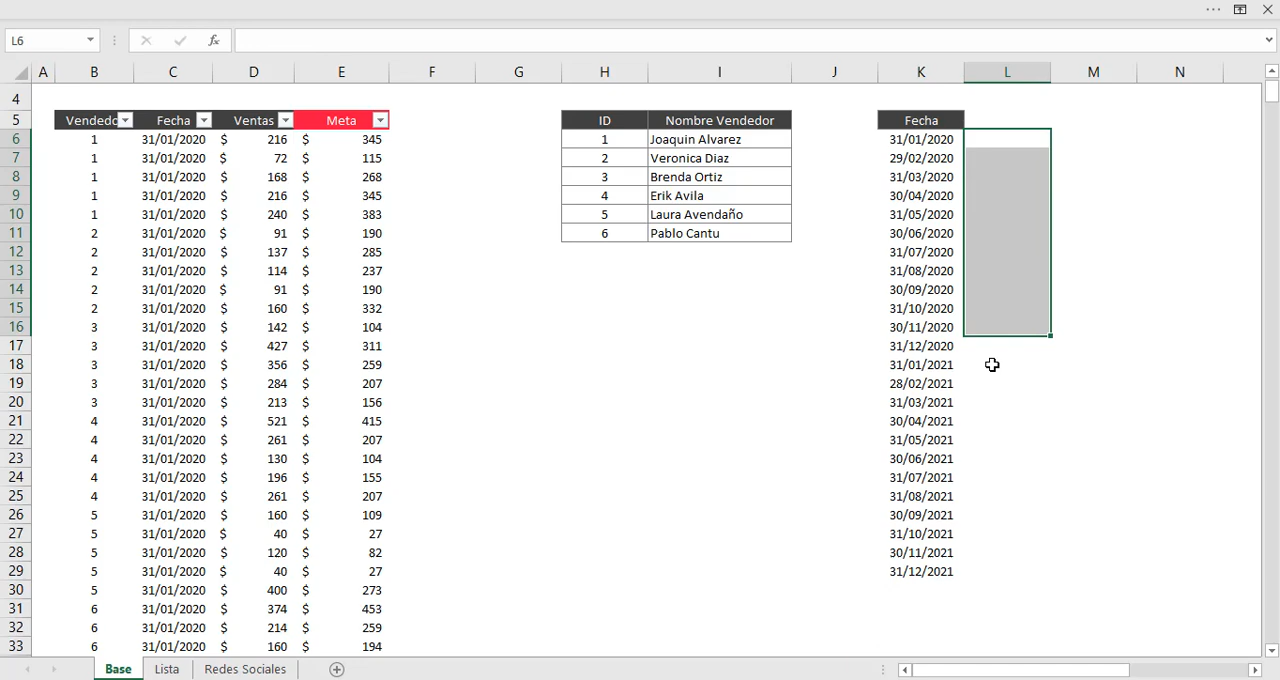 L6
fx
A B C D E F G H I J K L M N
4
5 Vendedo Fecha Ventas Meta ID Nombre Vendedor Fecha
6 1 31/01/2020 $ 216 $ 345 1 Joaquin Alvarez 31/01/2020
7 1 31/01/2020 $ 72 $ 115 2 Veronica Diaz 29/02/2020
8 1 31/01/2020 $ 168 $ 268 3 Brenda Ortiz 31/03/2020
9 1 31/01/2020 $ 216 $ 345 4 Erik Avila 30/04/2020
10 1 31/01/2020 $ 240 $ 383 5 Laura Avendaño 31/05/2020
11 2 31/01/2020 $ 91 $ 190 6 Pablo Cantu 30/06/2020
12 2 31/01/2020 $ 137 $ 285 31/07/2020
13 2 31/01/2020 $ 114 $ 237 31/08/2020
14 2 31/01/2020 $ 91 $ 190 30/09/2020
15 2 31/01/2020 $ 160 $ 332 31/10/2020
16 3 31/01/2020 $ 142 $ 104 30/11/2020
17 3 31/01/2020 $ 427 $ 311 31/12/2020
18 3 31/01/2020 $ 356 $ 259 31/01/2021
19 3 31/01/2020 $ 284 $ 207 28/02/2021
20 3 31/01/2020 $ 213 $ 156 31/03/2021
21 4 31/01/2020 $ 521 $ 415 30/04/2021
22 4 31/01/2020 $ 261 $ 207 31/05/2021
23 4 31/01/2020 $ 130 $ 104 30/06/2021
24 4 31/01/2020 $ 196 $ 155 31/07/2021
25 4 31/01/2020 $ 261 $ 207 31/08/2021
26 5 31/01/2020 $ 160 $ 109 30/09/2021
27 5 31/01/2020 $ 40 $ 27 31/10/2021
28 5 31/01/2020 $ 120 $ 82 30/11/2021
29 5 31/01/2020 $ 40 $ 27 31/12/2021
30 5 31/01/2020 $ 400 $ 273
31 6 31/01/2020 $ 374 $ 453
32 6 31/01/2020 $ 214 $ 259
33 6 31/01/2020 $ 160 $ 194
Base Lista Redes Sociales